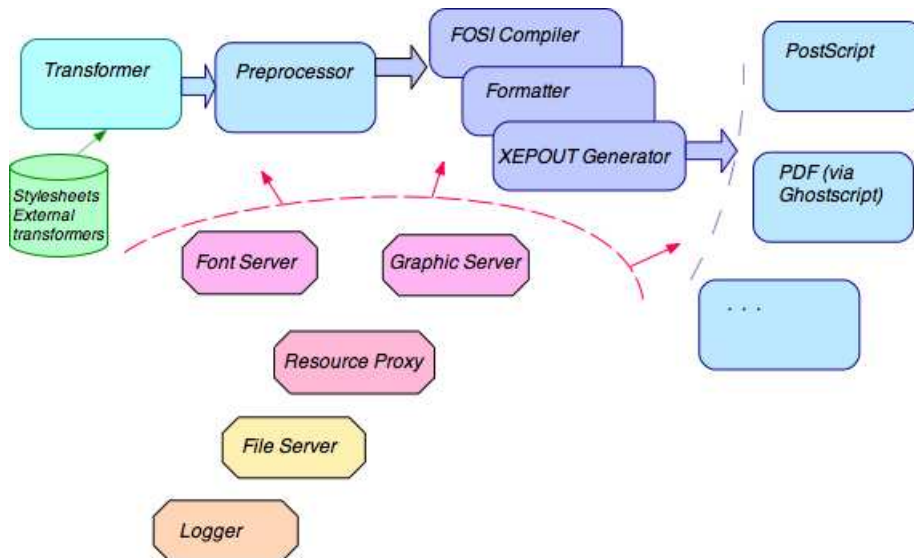 FOSI Compiler
Transformer
Preprocessor
Formatter
XEPOUT Generator
PostScript
PDF (via
Ghostscript)
. . .
Stylesheets
External
transformers
Font Server
Graphic Server
Resource Proxy
File Server
Logger